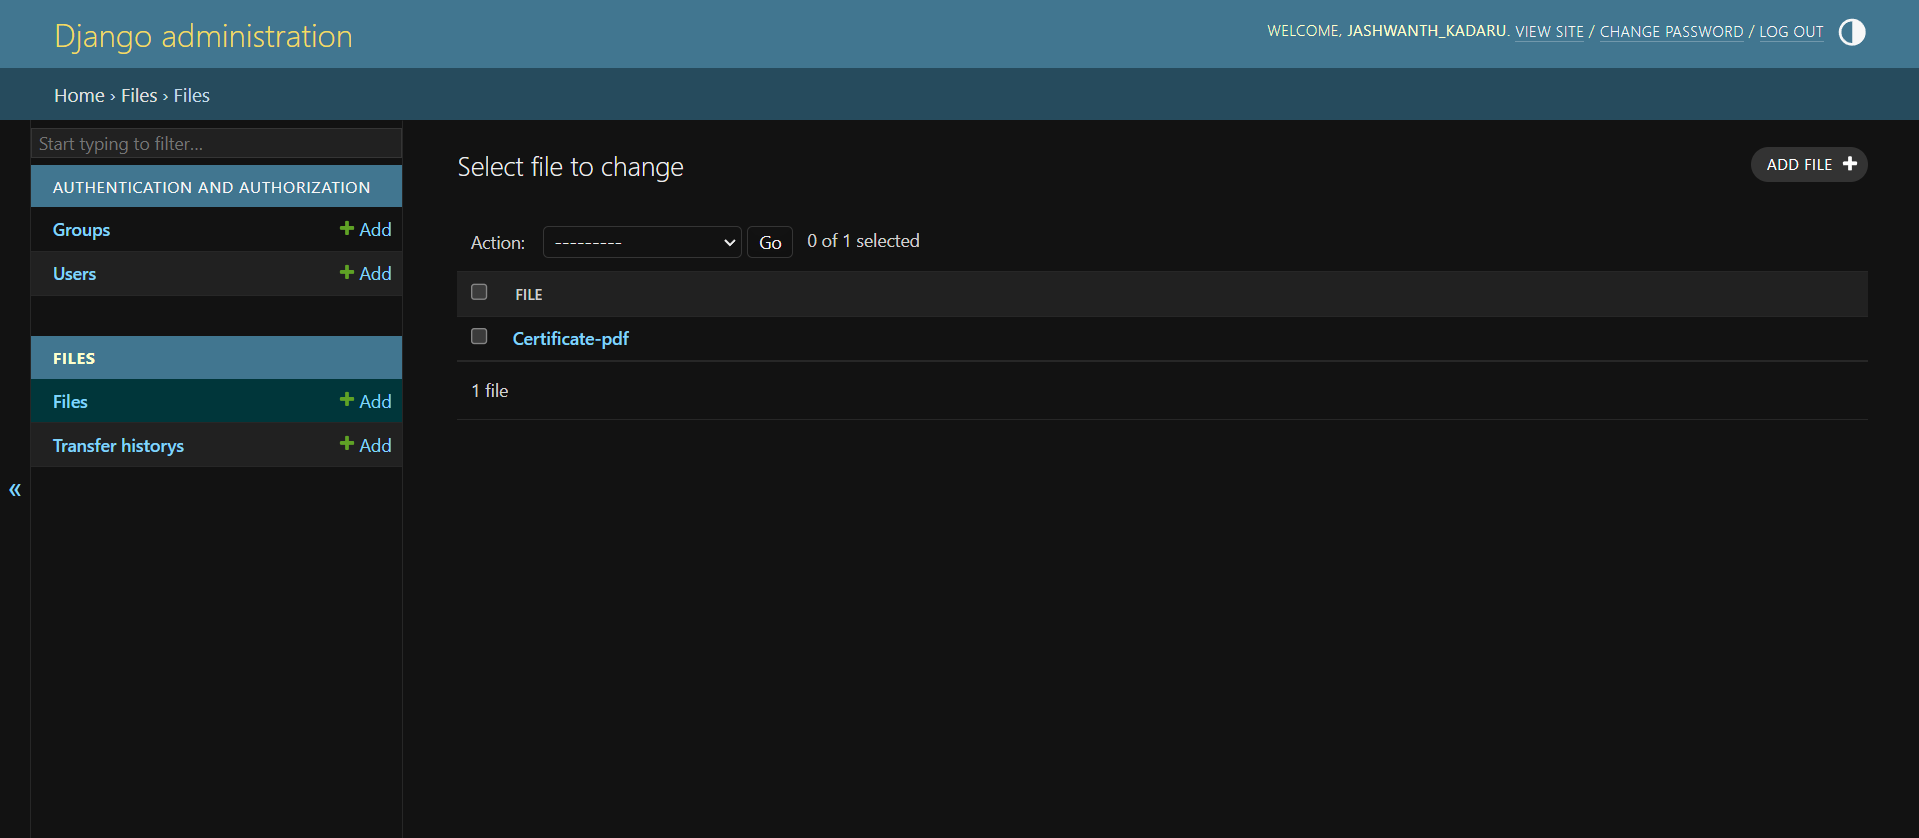 Django administration
WELCOME, JASHWANTH_KADARU. VIEW SITE / CHANGE PASSWORD / LOG OUT
Home › Files › Files
Start typing to filter...
AUTHENTICATION AND AUTHORIZATION
Groups + Add
Users + Add
FILES
Files + Add
Transfer historys + Add
«
Select file to change
ADD FILE +
Action: --------- Go 0 of 1 selected
FILE
Certificate-pdf
1 file